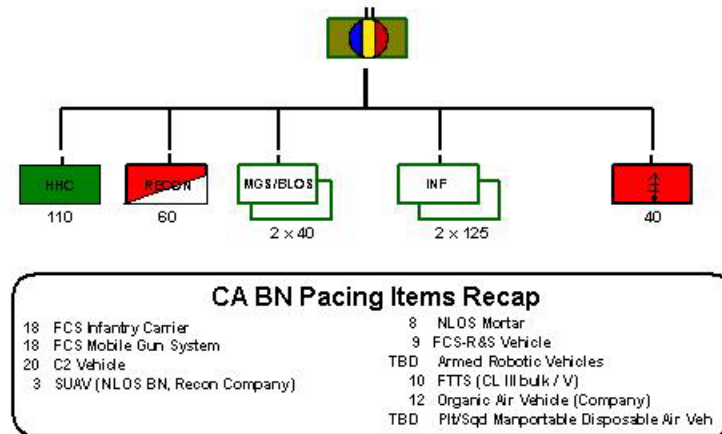 HHC
RECON
MGS/BLOS
INF
110
60
2 x 40
2 x 125
40
CA BN Pacing Items Recap
18 FCS Infantry Carrier
18 FCS Mobile Gun System
20 C2 Vehicle
3 SUAV (NLOS BN, Recon Company)
8 NLOS Mortar
9 FCS-R&S Vehicle
TBD Armed Robotic Vehicles
10 FTTS (CL III bulk / V)
12 Organic Air Vehicle (Company)
TBD Plt/Sqd Manportable Disposable Air Veh